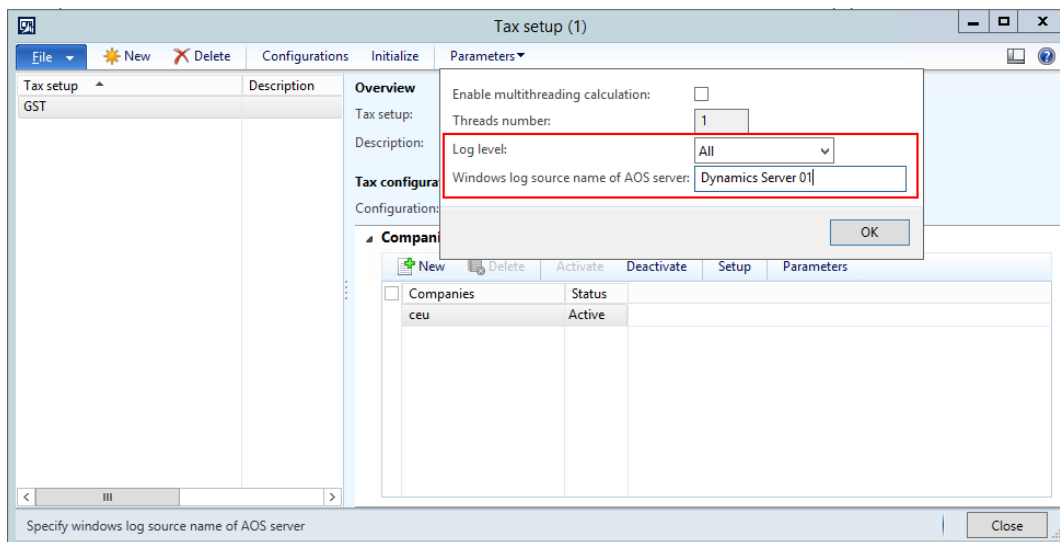 Tax setup (1)
File New Delete Configurations Initialize Parameters
Tax setup Description
GST
Overview
Tax setup:
Description:
Tax configura
Configuration:
Enable multithreading calculation:
Threads number: 1
Log level: All
Windows log source name of AOS server: Dynamics Server 01
OK
Compani
New Delete Activate Deactivate Setup Parameters
Companies Status
ceu Active
Specify windows log source name of AOS server
Close